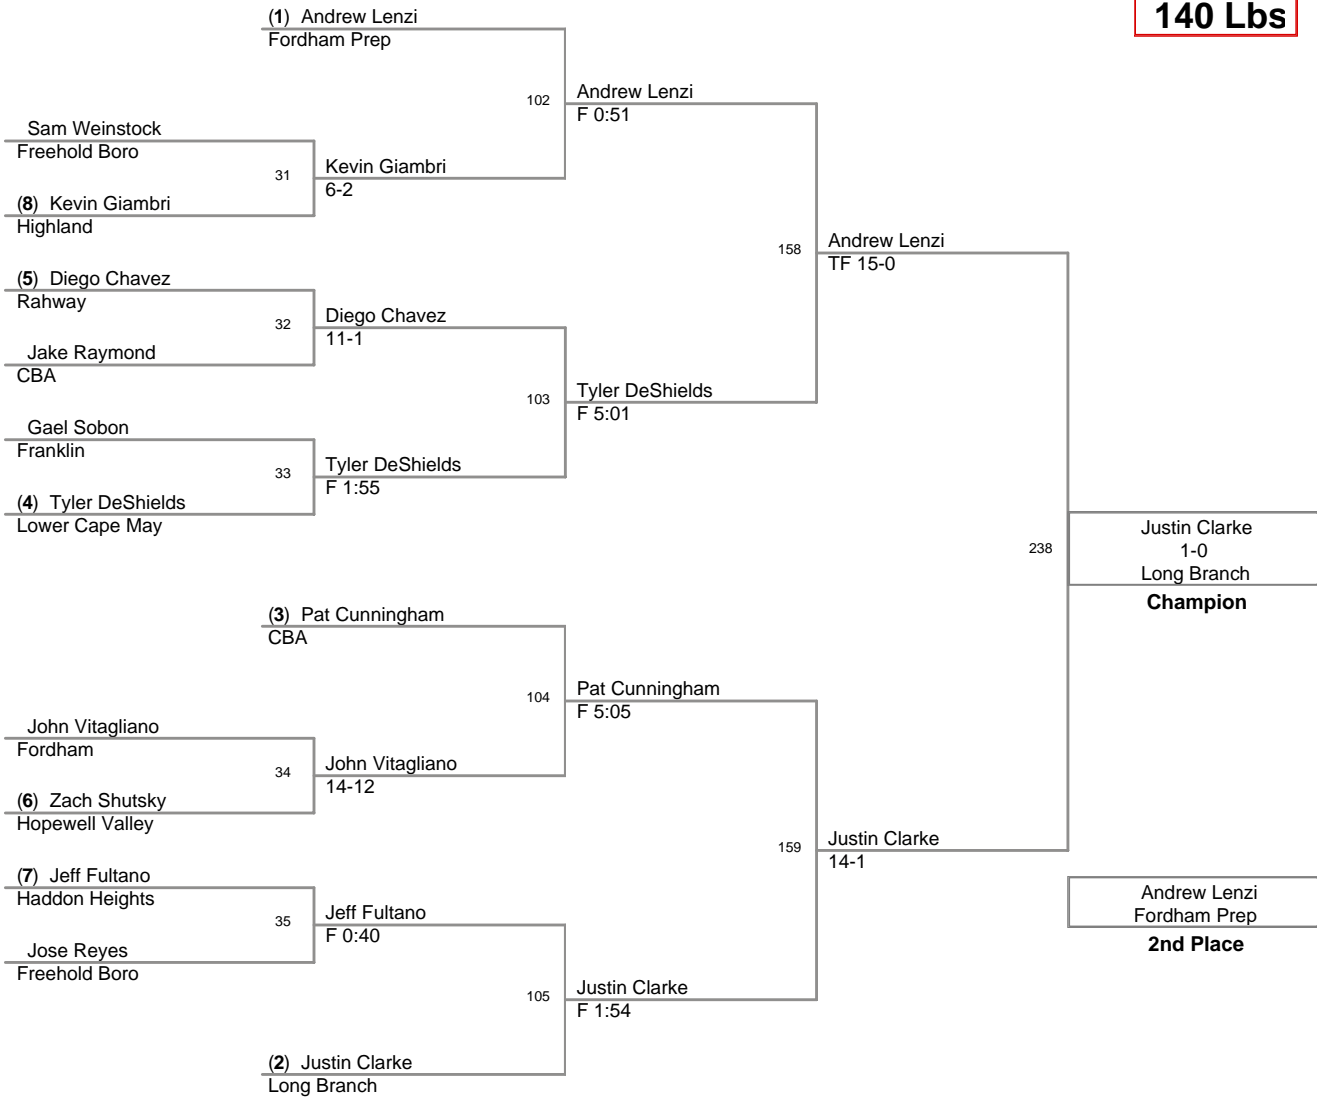 140 Lbs
(1) Andrew Lenzi
Fordham Prep
102
Andrew Lenzi
F 0:51
Sam Weinstock
Freehold Boro
31
Kevin Giambri
6-2
(8) Kevin Giambri
Highland
158
Andrew Lenzi
TF 15-0
(5) Diego Chavez
Rahway
32
Diego Chavez
11-1
Jake Raymond
CBA
103
Tyler DeShields
F 5:01
Gael Sobon
Franklin
33
Tyler DeShields
F 1:55
(4) Tyler DeShields
Lower Cape May
238
Justin Clarke
1-0
Long Branch
Champion
(3) Pat Cunningham
CBA
104
Pat Cunningham
F 5:05
John Vitagliano
Fordham
34
John Vitagliano
14-12
(6) Zach Shutsky
Hopewell Valley
159
Justin Clarke
14-1
(7) Jeff Fultano
Haddon Heights
35
Jeff Fultano
F 0:40
Jose Reyes
Freehold Boro
Andrew Lenzi
Fordham Prep
2nd Place
105
Justin Clarke
F 1:54
(2) Justin Clarke
Long Branch